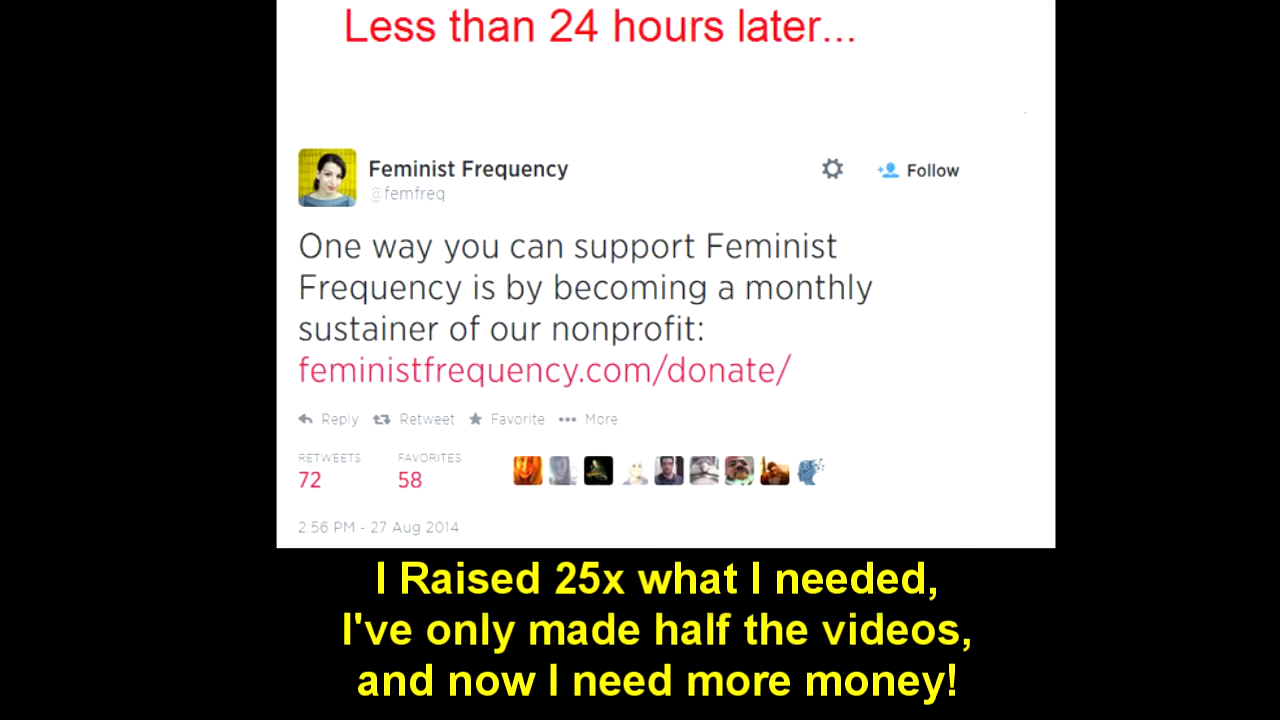 Less than 24 hours later...
Feminist Frequency
Follow
@femfreq
One way you can support Feminist
Frequency is by becoming a monthly
sustainer of our nonprofit:
feministfrequency.com/donate/
Reply Retweet Favorite More
RETWEETS FAVORITES
72 58
2:56 PM - 27 Aug 2014
I Raised 25x what I needed,
I've only made half the videos,
and now I need more money!